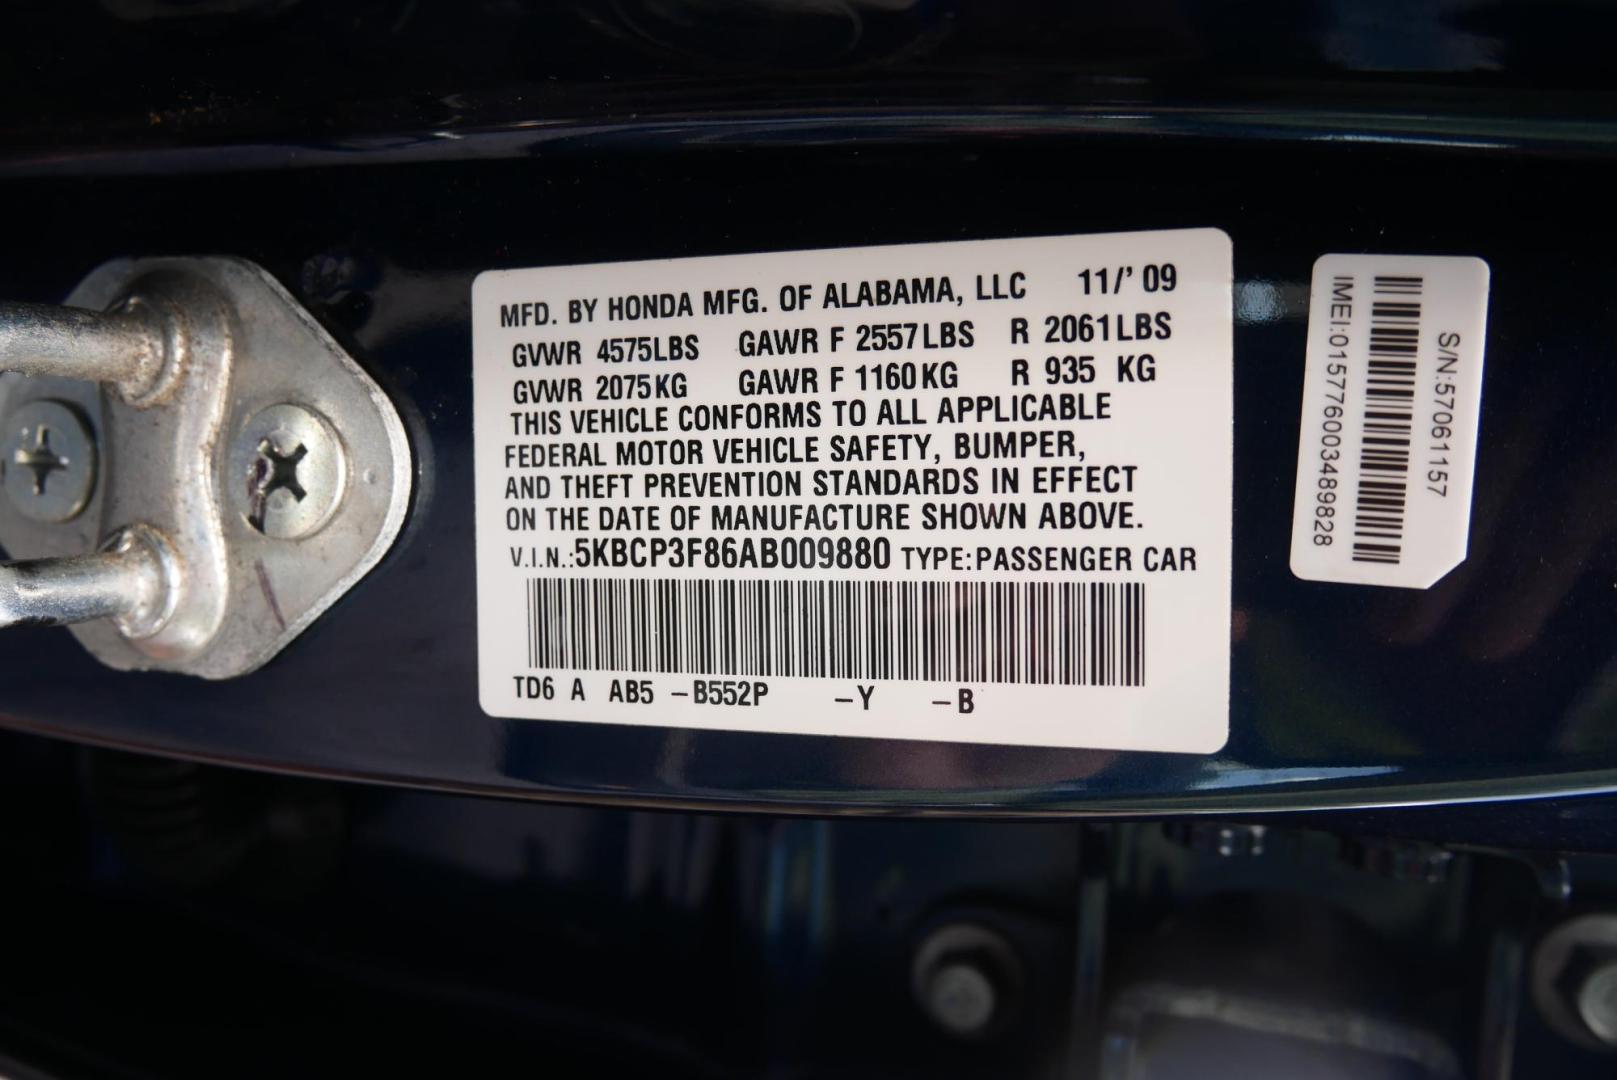 MFD. BY HONDA MFG. OF ALABAMA, LLC 11/' 09
GVWR 4575LBS GAWR F 2557LBS R 2061LBS
GVWR 2075KG GAWR F 1160KG R 935 KG
THIS VEHICLE CONFORMS TO ALL APPLICABLE
FEDERAL MOTOR VEHICLE SAFETY, BUMPER,
AND THEFT PREVENTION STANDARDS IN EFFECT
ON THE DATE OF MANUFACTURE SHOWN ABOVE.
V.I.N.:5KBCP3F86AB009880 TYPE:PASSENGER CAR
TD6 A AB5 -B552P -Y -B
S/N:57061157
IMEI:015776003489828